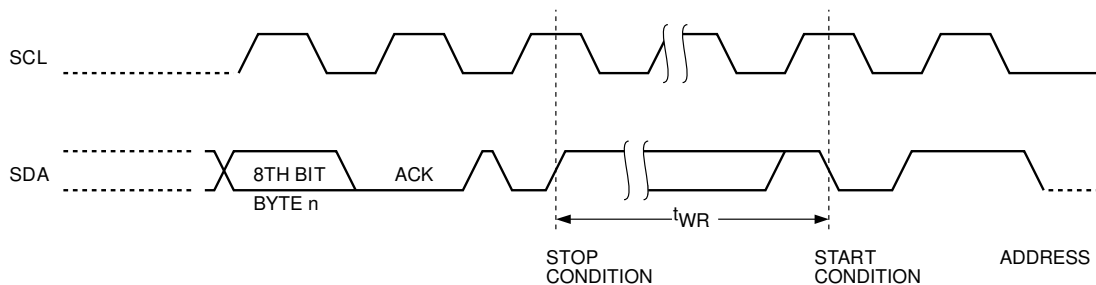 SCL
SDA
8TH BIT
ACK
BYTE n
tWR
STOP
CONDITION
START
CONDITION
ADDRESS